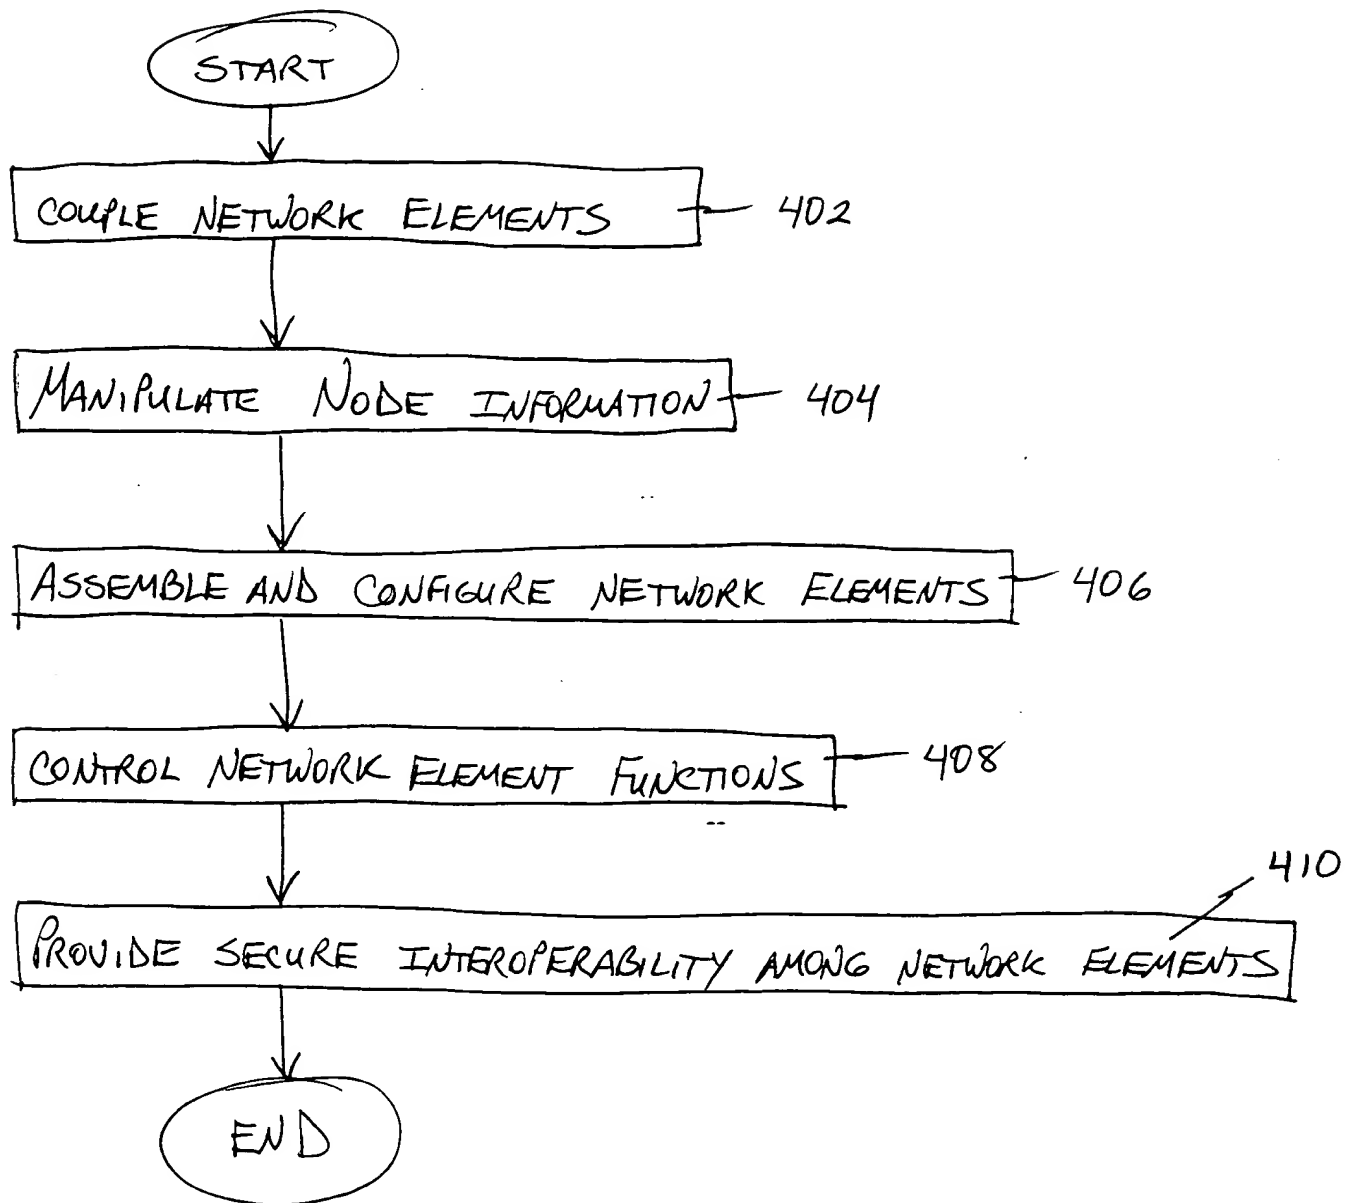 START
COUPLE NETWORK ELEMENTS 402
MANIPULATE NODE INFORMATION 404
ASSEMBLE AND CONFIGURE NETWORK ELEMENTS 406
CONTROL NETWORK ELEMENT FUNCTIONS 408
410
PROVIDE SECURE INTEROPERABILITY AMONG NETWORK ELEMENTS
END